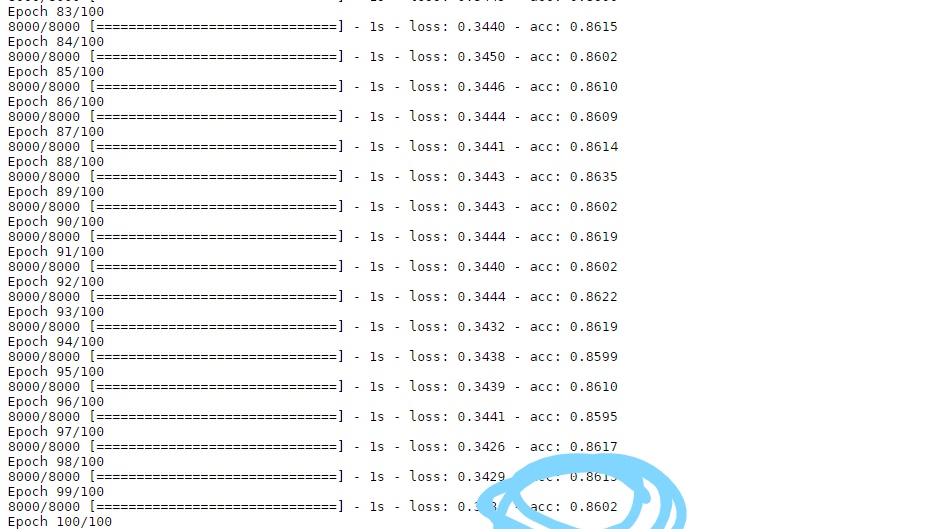 Epoch 83/100
8000/8000 [==============================] - 1s - loss: 0.3440 - acc: 0.8615
Epoch 84/100
8000/8000 [==============================] - 1s - loss: 0.3450 - acc: 0.8602
Epoch 85/100
8000/8000 [==============================] - 1s - loss: 0.3446 - acc: 0.8610
Epoch 86/100
8000/8000 [==============================] - 1s - loss: 0.3444 - acc: 0.8609
Epoch 87/100
8000/8000 [==============================] - 1s - loss: 0.3441 - acc: 0.8614
Epoch 88/100
8000/8000 [==============================] - 1s - loss: 0.3443 - acc: 0.8635
Epoch 89/100
8000/8000 [==============================] - 1s - loss: 0.3443 - acc: 0.8602
Epoch 90/100
8000/8000 [==============================] - 1s - loss: 0.3444 - acc: 0.8619
Epoch 91/100
8000/8000 [==============================] - 1s - loss: 0.3440 - acc: 0.8602
Epoch 92/100
8000/8000 [==============================] - 1s - loss: 0.3444 - acc: 0.8622
Epoch 93/100
8000/8000 [==============================] - 1s - loss: 0.3432 - acc: 0.8619
Epoch 94/100
8000/8000 [==============================] - 1s - loss: 0.3438 - acc: 0.8599
Epoch 95/100
8000/8000 [==============================] - 1s - loss: 0.3439 - acc: 0.8610
Epoch 96/100
8000/8000 [==============================] - 1s - loss: 0.3441 - acc: 0.8595
Epoch 97/100
8000/8000 [==============================] - 1s - loss: 0.3426 - acc: 0.8617
Epoch 98/100
8000/8000 [==============================] - 1s - loss: 0.3429 acc:
Epoch 99/100
8000/8000 [==============================] - 1s - loss: - acc: 0.8602
Epoch 100/100